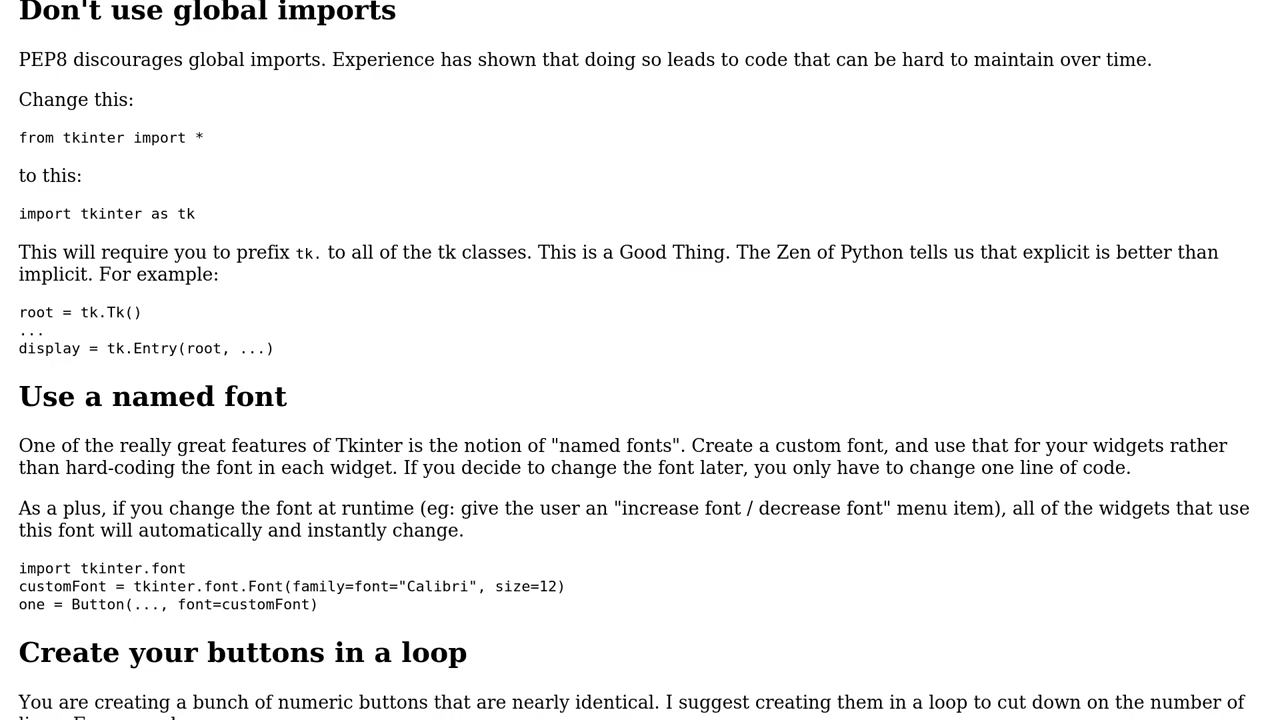 Don't use global imports
PEP8 discourages global imports. Experience has shown that doing so leads to code that can be hard to maintain over time.
Change this:
from tkinter import *
to this:
import tkinter as tk
This will require you to prefix tk. to all of the tk classes. This is a Good Thing. The Zen of Python tells us that explicit is better than
implicit. For example:
root = tk.Tk()
...
display = tk.Entry(root, ...)
Use a named font
One of the really great features of Tkinter is the notion of "named fonts". Create a custom font, and use that for your widgets rather
than hard-coding the font in each widget. If you decide to change the font later, you only have to change one line of code.
As a plus, if you change the font at runtime (eg: give the user an "increase font / decrease font" menu item), all of the widgets that use
this font will automatically and instantly change.
import tkinter.font
customFont = tkinter.font.Font(family=font="Calibri", size=12)
one = Button(..., font=customFont)
Create your buttons in a loop
You are creating a bunch of numeric buttons that are nearly identical. I suggest creating them in a loop to cut down on the number of